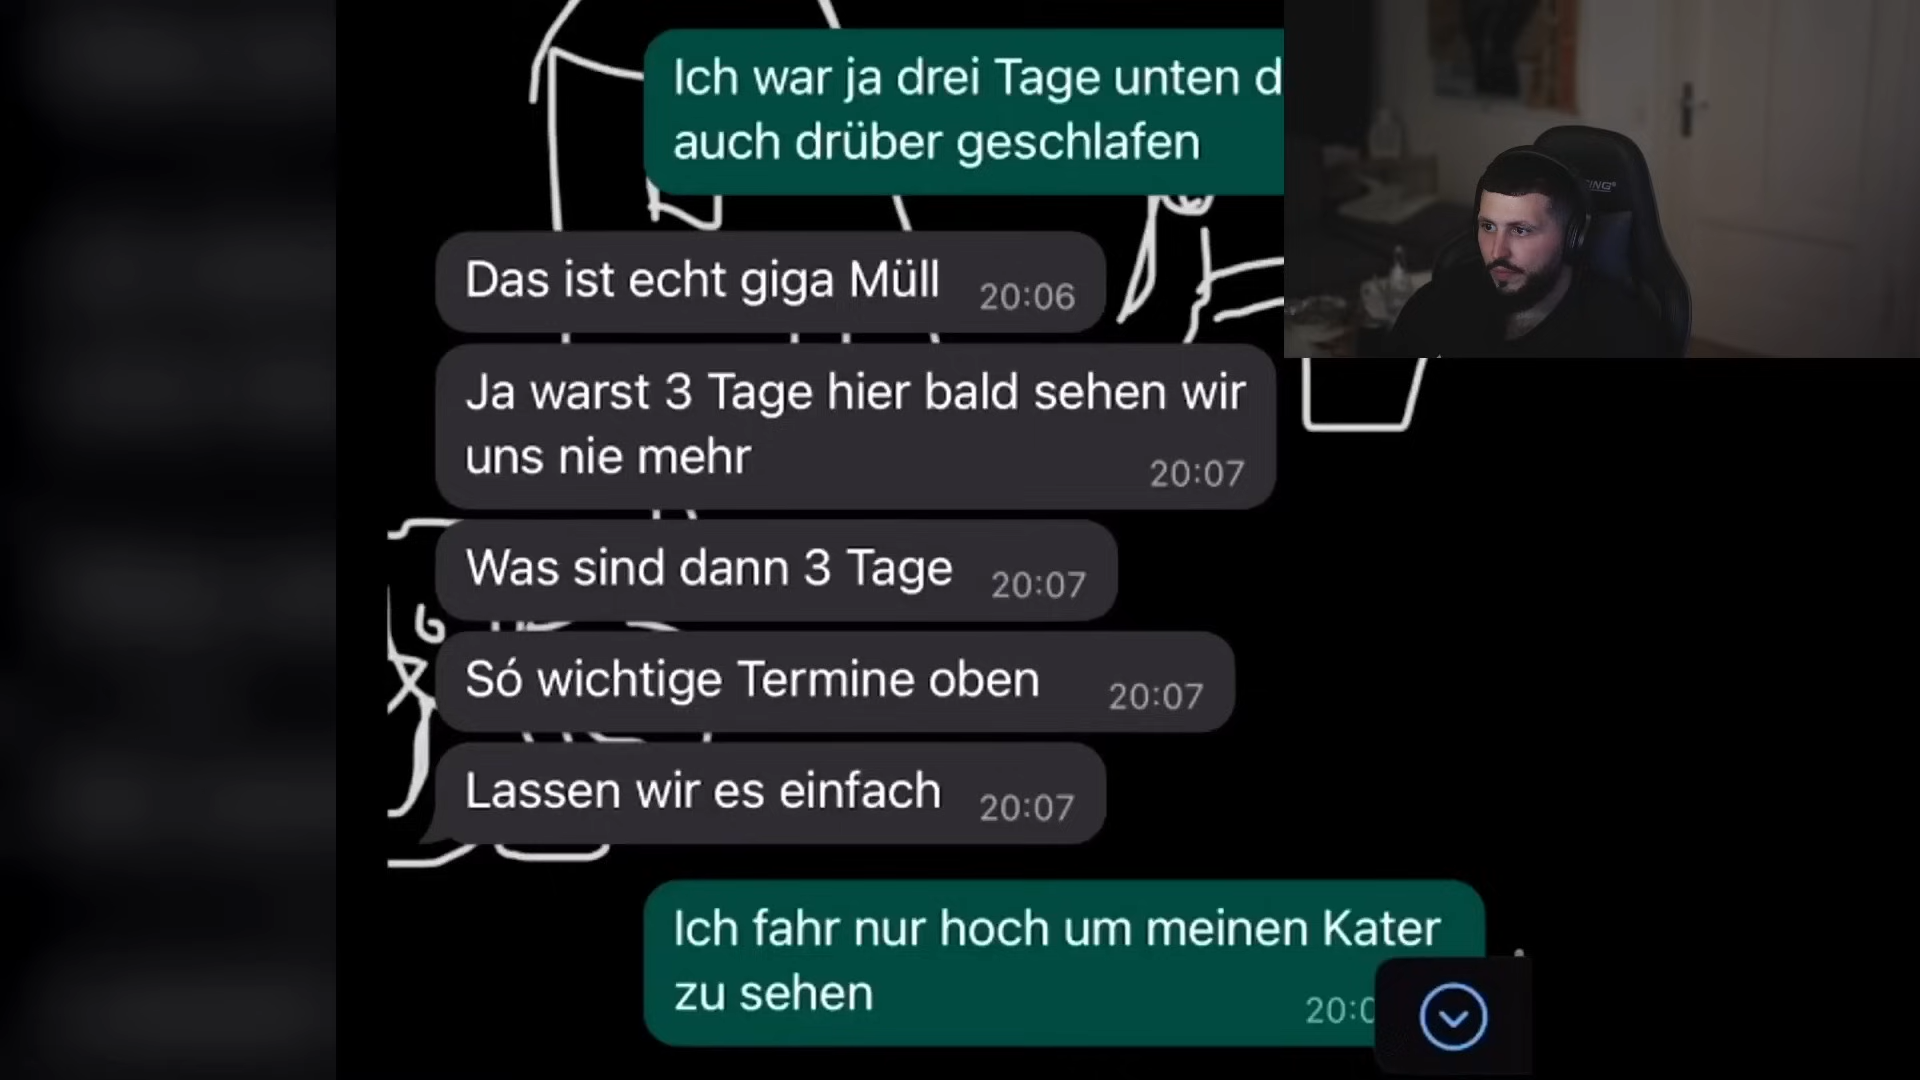 Ich war ja drei Tage unten d
auch drüber geschlafen
Das ist echt giga Müll 20:06
Ja warst 3 Tage hier bald sehen wir
uns nie mehr 20:07
Was sind dann 3 Tage 20:07
Só wichtige Termine oben 20:07
Lassen wir es einfach 20:07
Ich fahr nur hoch um meinen Kater
zu sehen 20:0